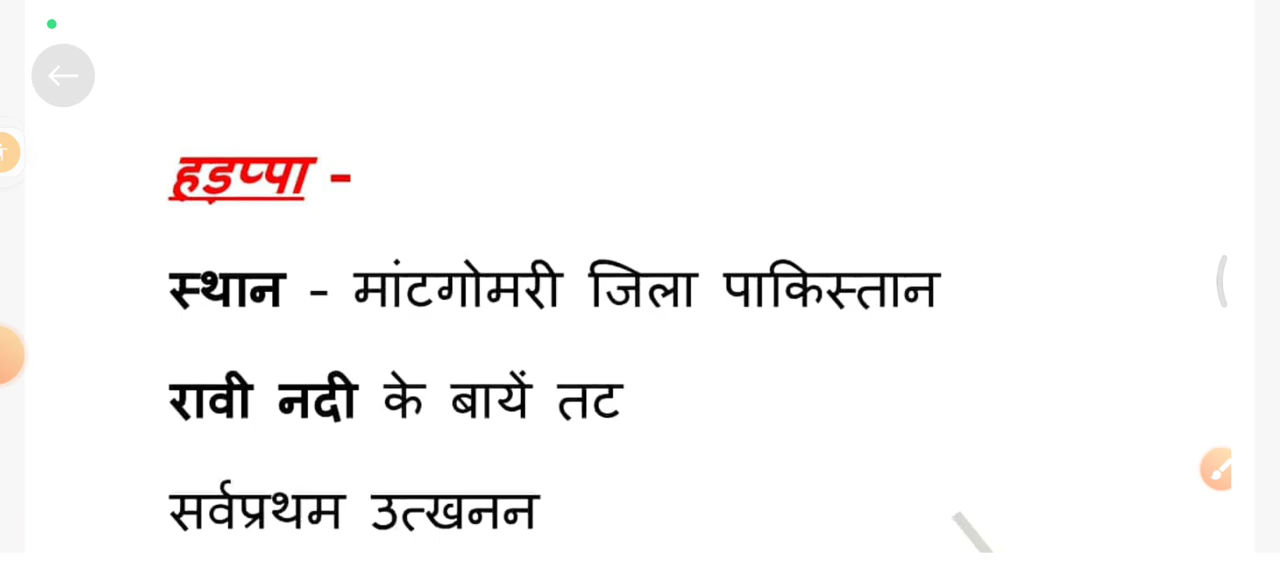 हड़प्पा -
स्थान - मांटगोमरी जिला पाकिस्तान
रावी नदी के बायें तट
सर्वप्रथम उत्खनन